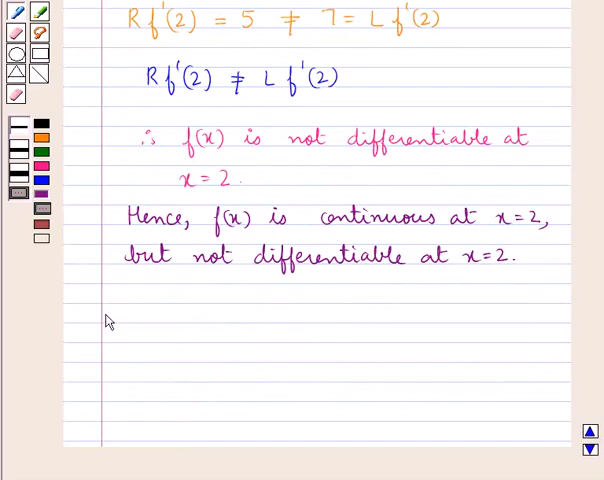 Rf'(2) = 5 ≠ 7 = Lf'(2)
Rf'(2) ≠ Lf'(2)
∴ f(x) is not differentiable at
x = 2.
Hence, f(x) is continuous at x=2,
but not differentiable at x=2.